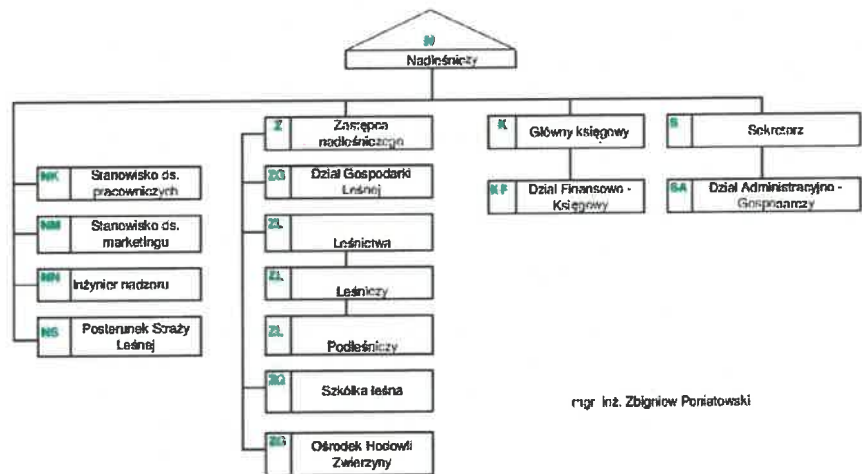 N
Nadleśniczy
Z
Zastępca
nadleśniczego
K
Główny księgowy
S
Sekretarz
NK
Stanowisko ds.
pracowniczych
ZG
Dział Gospodarki
Leśnej
KF
Dział Finansowo -
Księgowy
SA
Dział Administracyjno -
Gospodarczy
NM
Stanowisko ds.
marketingu
ZL
Leśnictwa
NN
Inżynier nadzoru
ZL
Leśniczy
NS
Posterunek Straży
Leśnej
ZL
Podleśniczy
ZG
Szkółka leśna
mgr inż. Zbigniew Poniatowski
ZG
Ośrodek Hodowli
Zwierzyny